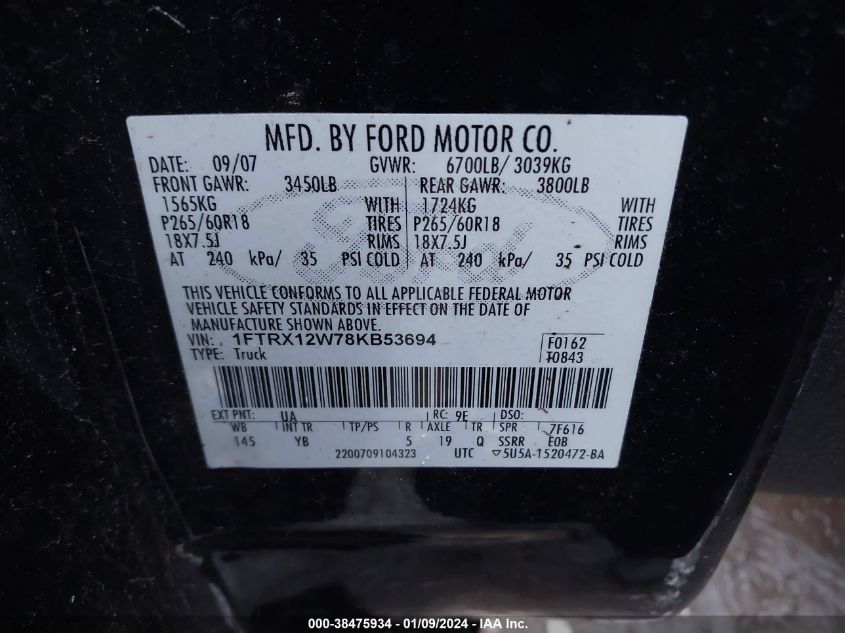 MFD. BY FORD MOTOR CO.
DATE: 09/07 GVWR: 6700LB/ 3039KG
FRONT GAWR: 3450LB REAR GAWR: 3800LB
1565KG WITH 1724KG WITH
P265/60R18 TIRES P265/60R18 TIRES
18X7.5J RIMS 18X7.5J RIMS
AT 240 kPa/ 35 PSI COLD AT 240 kPa/ 35 PSI COLD
Ford
THIS VEHICLE CONFORMS TO ALL APPLICABLE FEDERAL MOTOR
VEHICLE SAFETY STANDARDS IN EFFECT ON THE DATE OF
MANUFACTURE SHOWN ABOVE.
VIN: 1FTRX12W78KB53694 F0162
TYPE: Truck T0843
EXT PNT: UA RC: 9E DSO:
WB INT TR TP/PS R AXLE TR SPR 7F616
145 YB 5 19 Q SSRR E0B
2200709104323 UTC ▽5U5A-1520472-BA
000-38475934 - 01/09/2024 - IAA Inc.